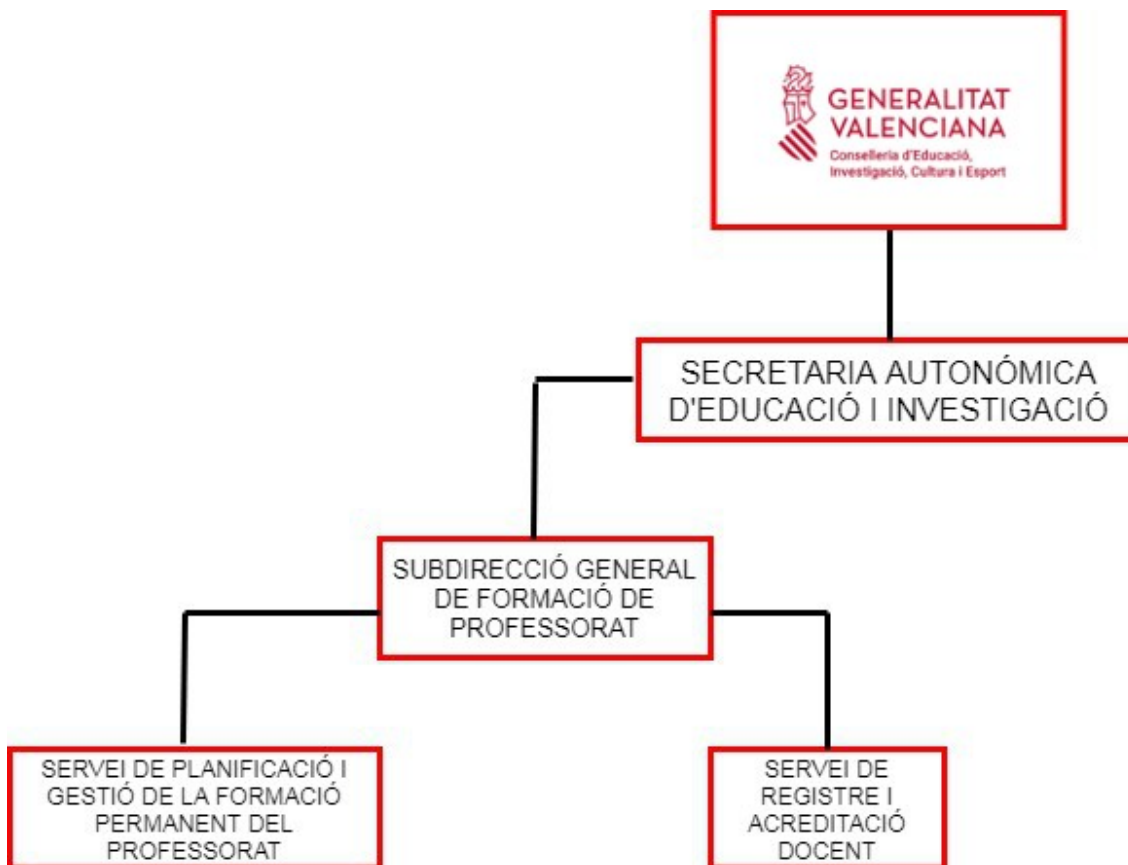 GENERALITAT
VALENCIANA
Conselleria d'Educació,
Investigació, Cultura i Esport
SECRETARIA AUTONÓMICA
D'EDUCACIÓ I INVESTIGACIÓ
SUBDIRECCIÓ GENERAL
DE FORMACIÓ DE
PROFESSORAT
SERVEI DE PLANIFICACIÓ I
GESTIÓ DE LA FORMACIÓ
PERMANENT DEL
PROFESSORAT
SERVEI DE
REGISTRE I
ACREDITACIÓ
DOCENT